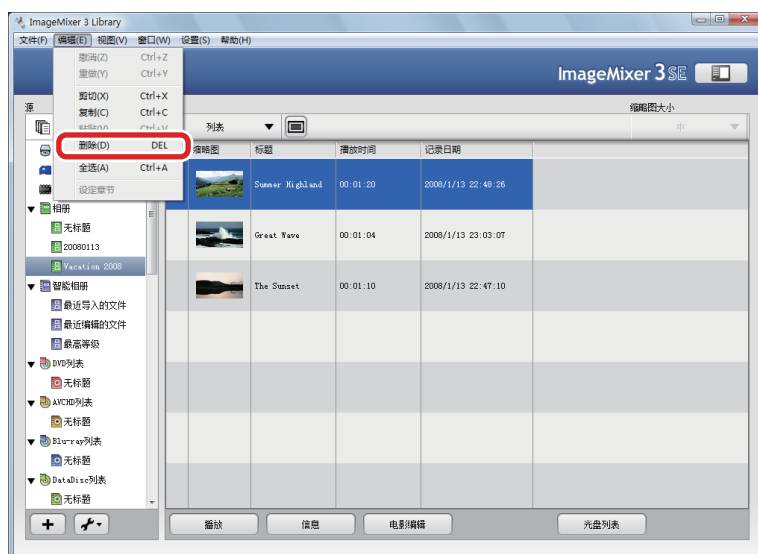 ImageMixer 3 Library
文件(F) 编辑(E) 视图(V) 窗口(W) 设置(S) 帮助(H)
撤消(Z) Ctrl+Z
重做(Y) Ctrl+Y
剪切(X) Ctrl+X
复制(C) Ctrl+C
粘贴(V) Ctrl+V
删除(D) DEL
全选(A) Ctrl+A
设定章节
ImageMixer 3 SE
源
缩略图大小
列表
中
缩略图 标题 播放时间 记录日期
Summer Highland 00:01:20 2008/1/13 22:48:26
Great Wave 00:01:04 2008/1/13 23:03:07
The Sunset 00:01:10 2008/1/13 22:47:10
相册
无标题
20080113
Vacation 2008
智能相册
最近导入的文件
最近编辑的文件
最高等级
DVD列表
无标题
AVCHD列表
无标题
Blu-ray列表
无标题
DataDisc列表
无标题
播放 信息 电影编辑 光盘列表